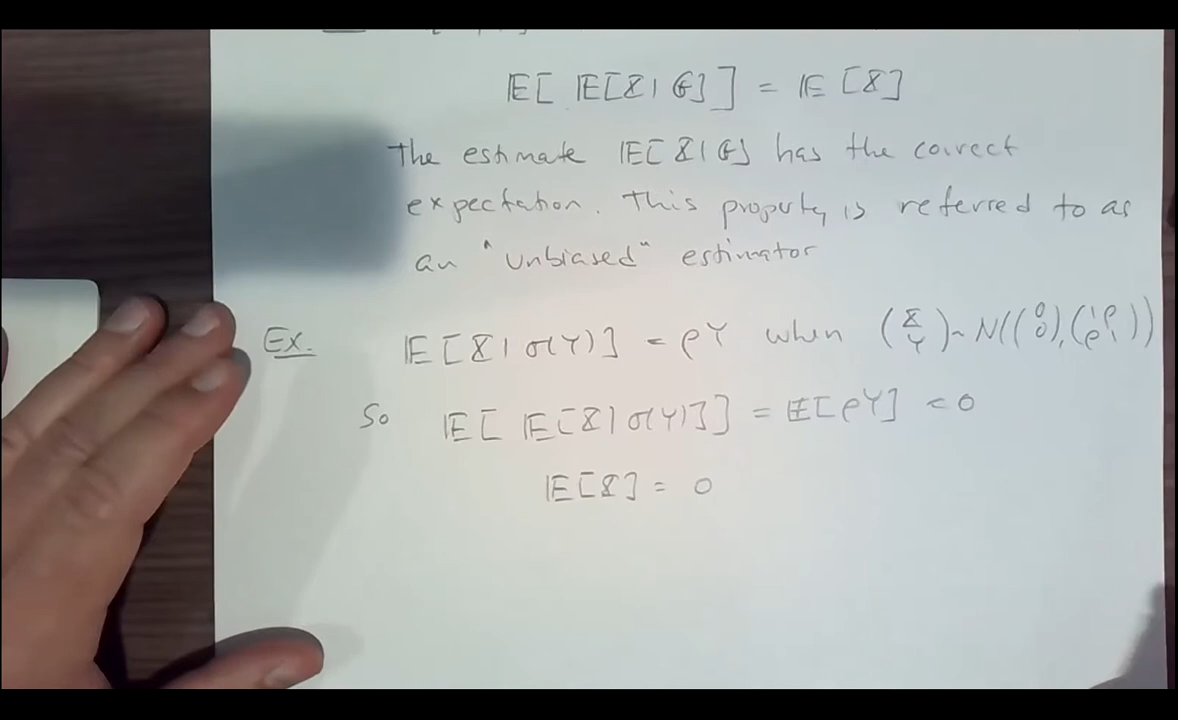 𝔼[ 𝔼[X | G] ] = 𝔼[X]
The estimate 𝔼[X | G] has the correct
expectation. This property is referred to as
an "unbiased" estimator
Ex. 𝔼[X | σ(Y)] = ρY when (X Y) ~ N((0 0), (1 ρ ρ 1))
So 𝔼[ 𝔼[X | σ(Y)] ] = 𝔼[ρY] = 0
𝔼[X] = 0